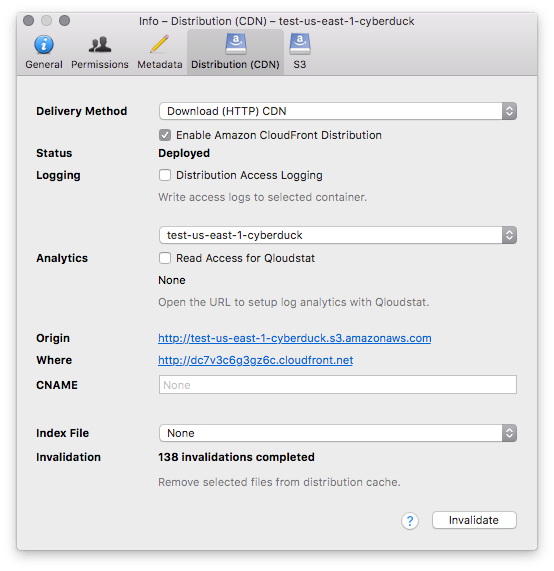 Info – Distribution (CDN) – test-us-east-1-cyberduck
General Permissions Metadata Distribution (CDN) S3
Delivery Method Download (HTTP) CDN
Enable Amazon CloudFront Distribution
Status Deployed
Logging Distribution Access Logging
Write access logs to selected container.
test-us-east-1-cyberduck
Analytics Read Access for Qloudstat
None
Open the URL to setup log analytics with Qloudstat.
Origin http://test-us-east-1-cyberduck.s3.amazonaws.com
Where http://dc7v3c6g3gz6c.cloudfront.net
CNAME None
Index File None
Invalidation 138 invalidations completed
Remove selected files from distribution cache.
? Invalidate